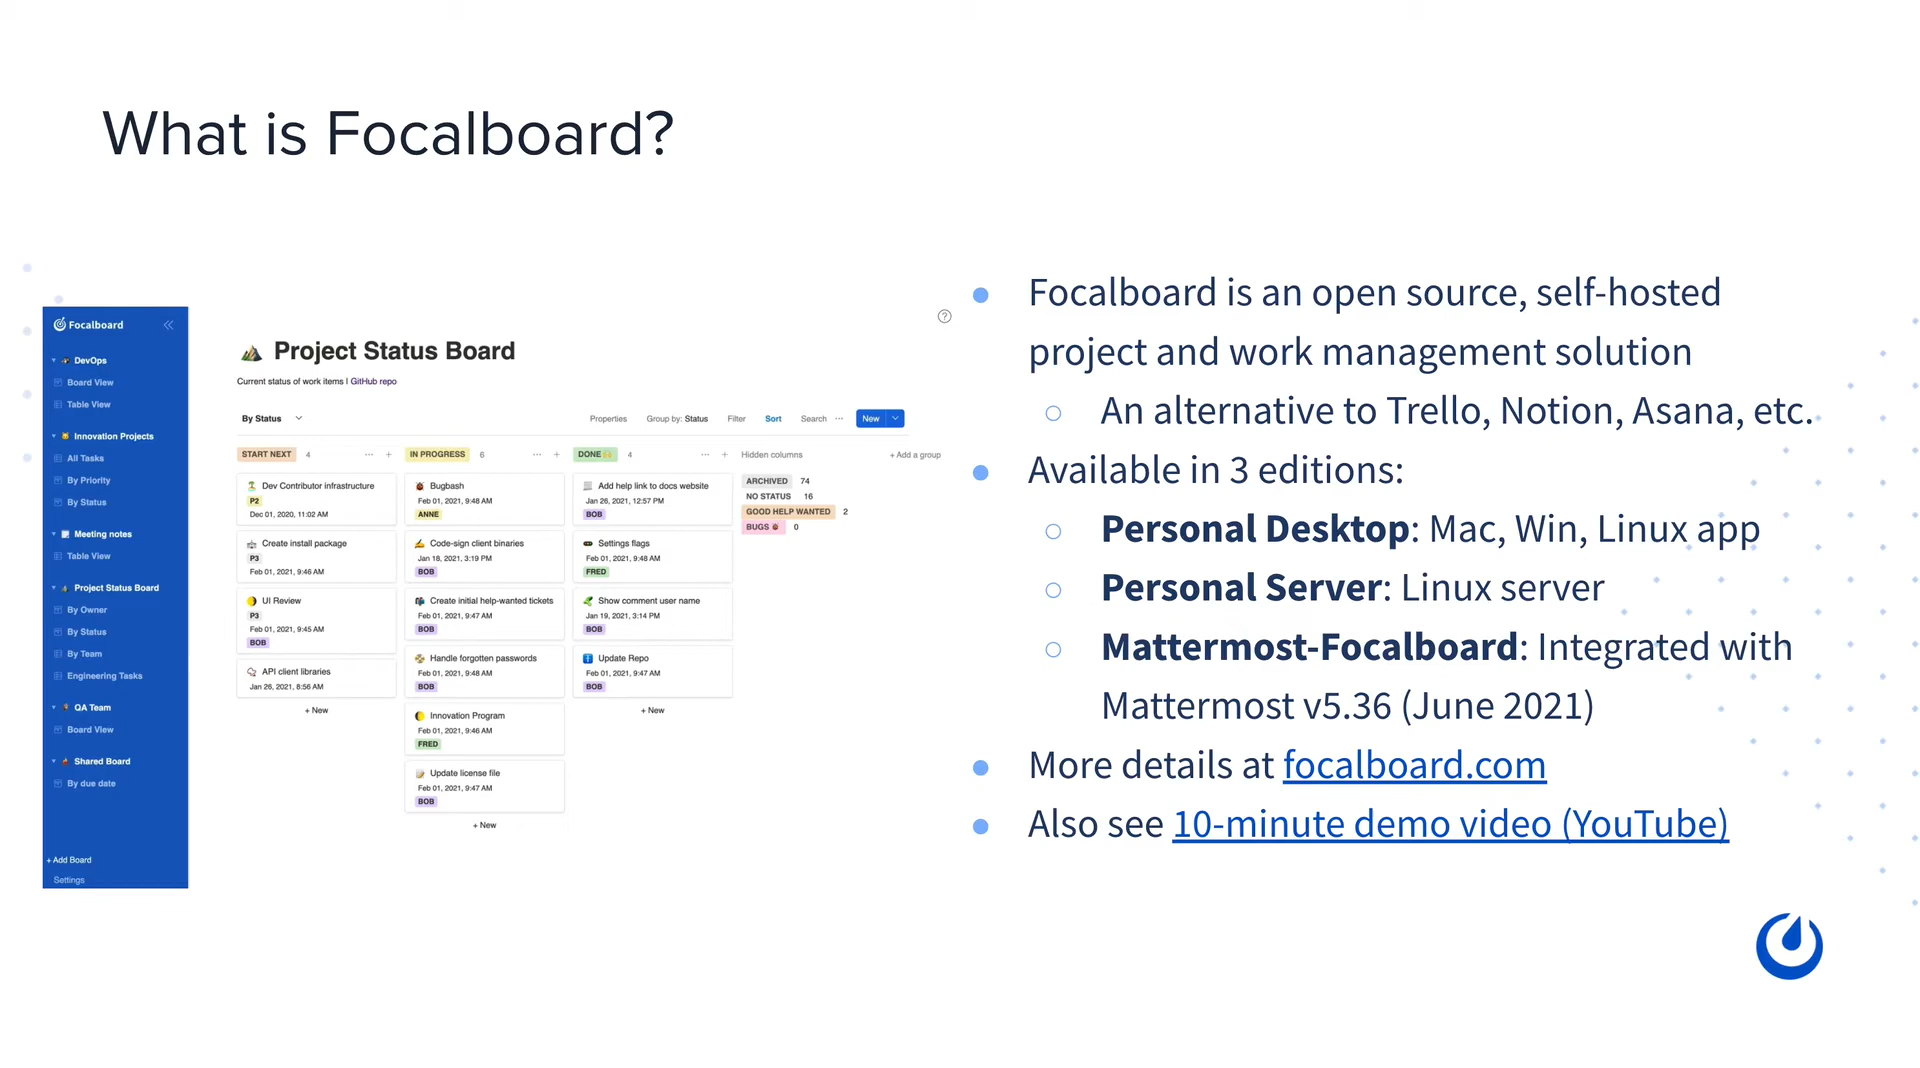 What is Focalboard?
Focalboard
DevOps
Board View
Table View
Innovation Projects
All Tasks
By Priority
By Status
Meeting notes
Table View
Project Status Board
By Owner
By Status
By Team
Engineering Tasks
QA Team
Board View
Shared Board
By due date
+ Add Board
Settings
Project Status Board
Current status of work items | GitHub repo
By Status
Properties
Group by: Status
Filter
Sort
Search
New
START NEXT 4
Dev Contributor infrastructure
P2
Dec 01, 2020, 11:02 AM
Create install package
P3
Feb 01, 2021, 9:46 AM
UI Review
P3
Feb 01, 2021, 9:45 AM
BOB
API client libraries
Jan 26, 2021, 8:56 AM
+ New
IN PROGRESS 6
Bugbash
Feb 01, 2021, 9:48 AM
ANNE
Code-sign client binaries
Jan 18, 2021, 3:19 PM
BOB
Create initial help-wanted tickets
Feb 01, 2021, 9:47 AM
BOB
Handle forgotten passwords
Feb 01, 2021, 9:48 AM
BOB
Innovation Program
Feb 01, 2021, 9:46 AM
FRED
Update license file
Feb 01, 2021, 9:47 AM
BOB
+ New
DONE 4
Add help link to docs website
Jan 26, 2021, 12:57 PM
BOB
Settings flags
Feb 01, 2021, 9:48 AM
FRED
Show comment user name
Jan 19, 2021, 3:14 PM
BOB
Update Repo
Feb 01, 2021, 9:47 AM
BOB
+ New
Hidden columns
ARCHIVED 74
NO STATUS 16
GOOD HELP WANTED 2
BUGS 0
+ Add a group
Focalboard is an open source, self-hosted
project and work management solution
An alternative to Trello, Notion, Asana, etc.
Available in 3 editions:
Personal Desktop: Mac, Win, Linux app
Personal Server: Linux server
Mattermost-Focalboard: Integrated with
Mattermost v5.36 (June 2021)
More details at focalboard.com
Also see 10-minute demo video (YouTube)